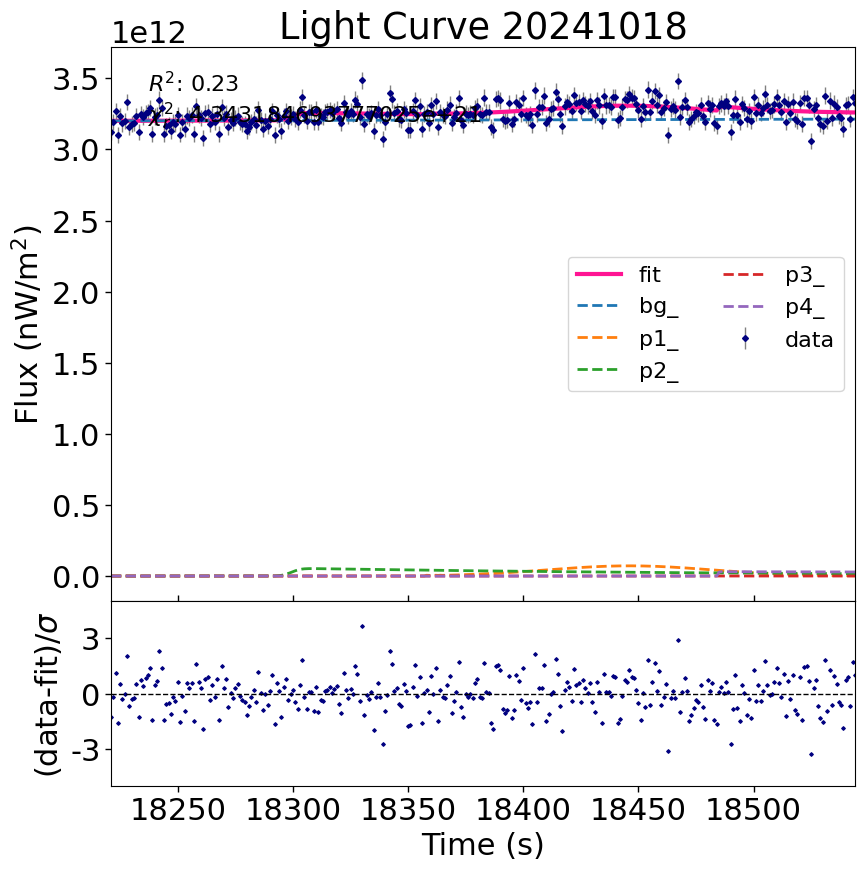 Light Curve 20241018
1e12
R²: 0.23
3.5
3.0
2.5
2.0
1.5
1.0
0.5
0.0
Flux (nW/m²)
fit
bg_
p1_
p2_
p3_
p4_
data
3
0
-3
(data-fit)/σ
18250 18300 18350 18400 18450 18500
Time (s)